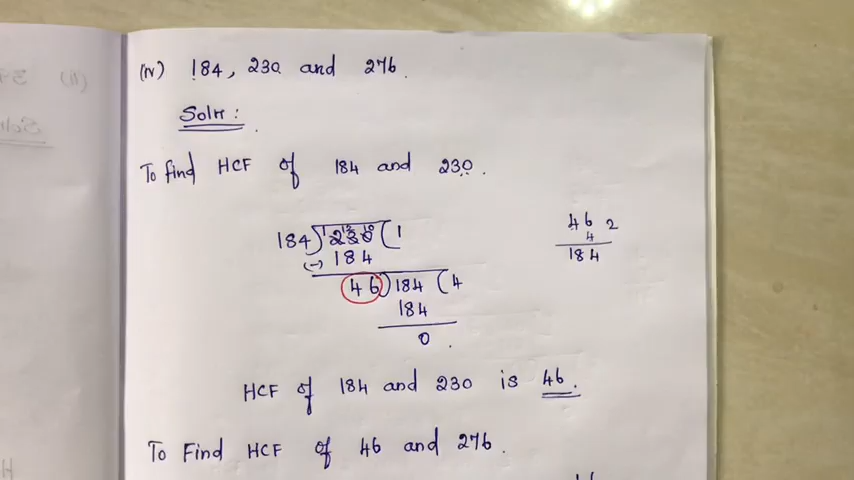 (iv) 184, 230 and 276.
Soln:
To find HCF of 184 and 230.
184) 230 (1
(-) 184
46) 184 (4
184
0
46 2
4
184
HCF of 184 and 230 is 46.
To Find HCF of 46 and 276.